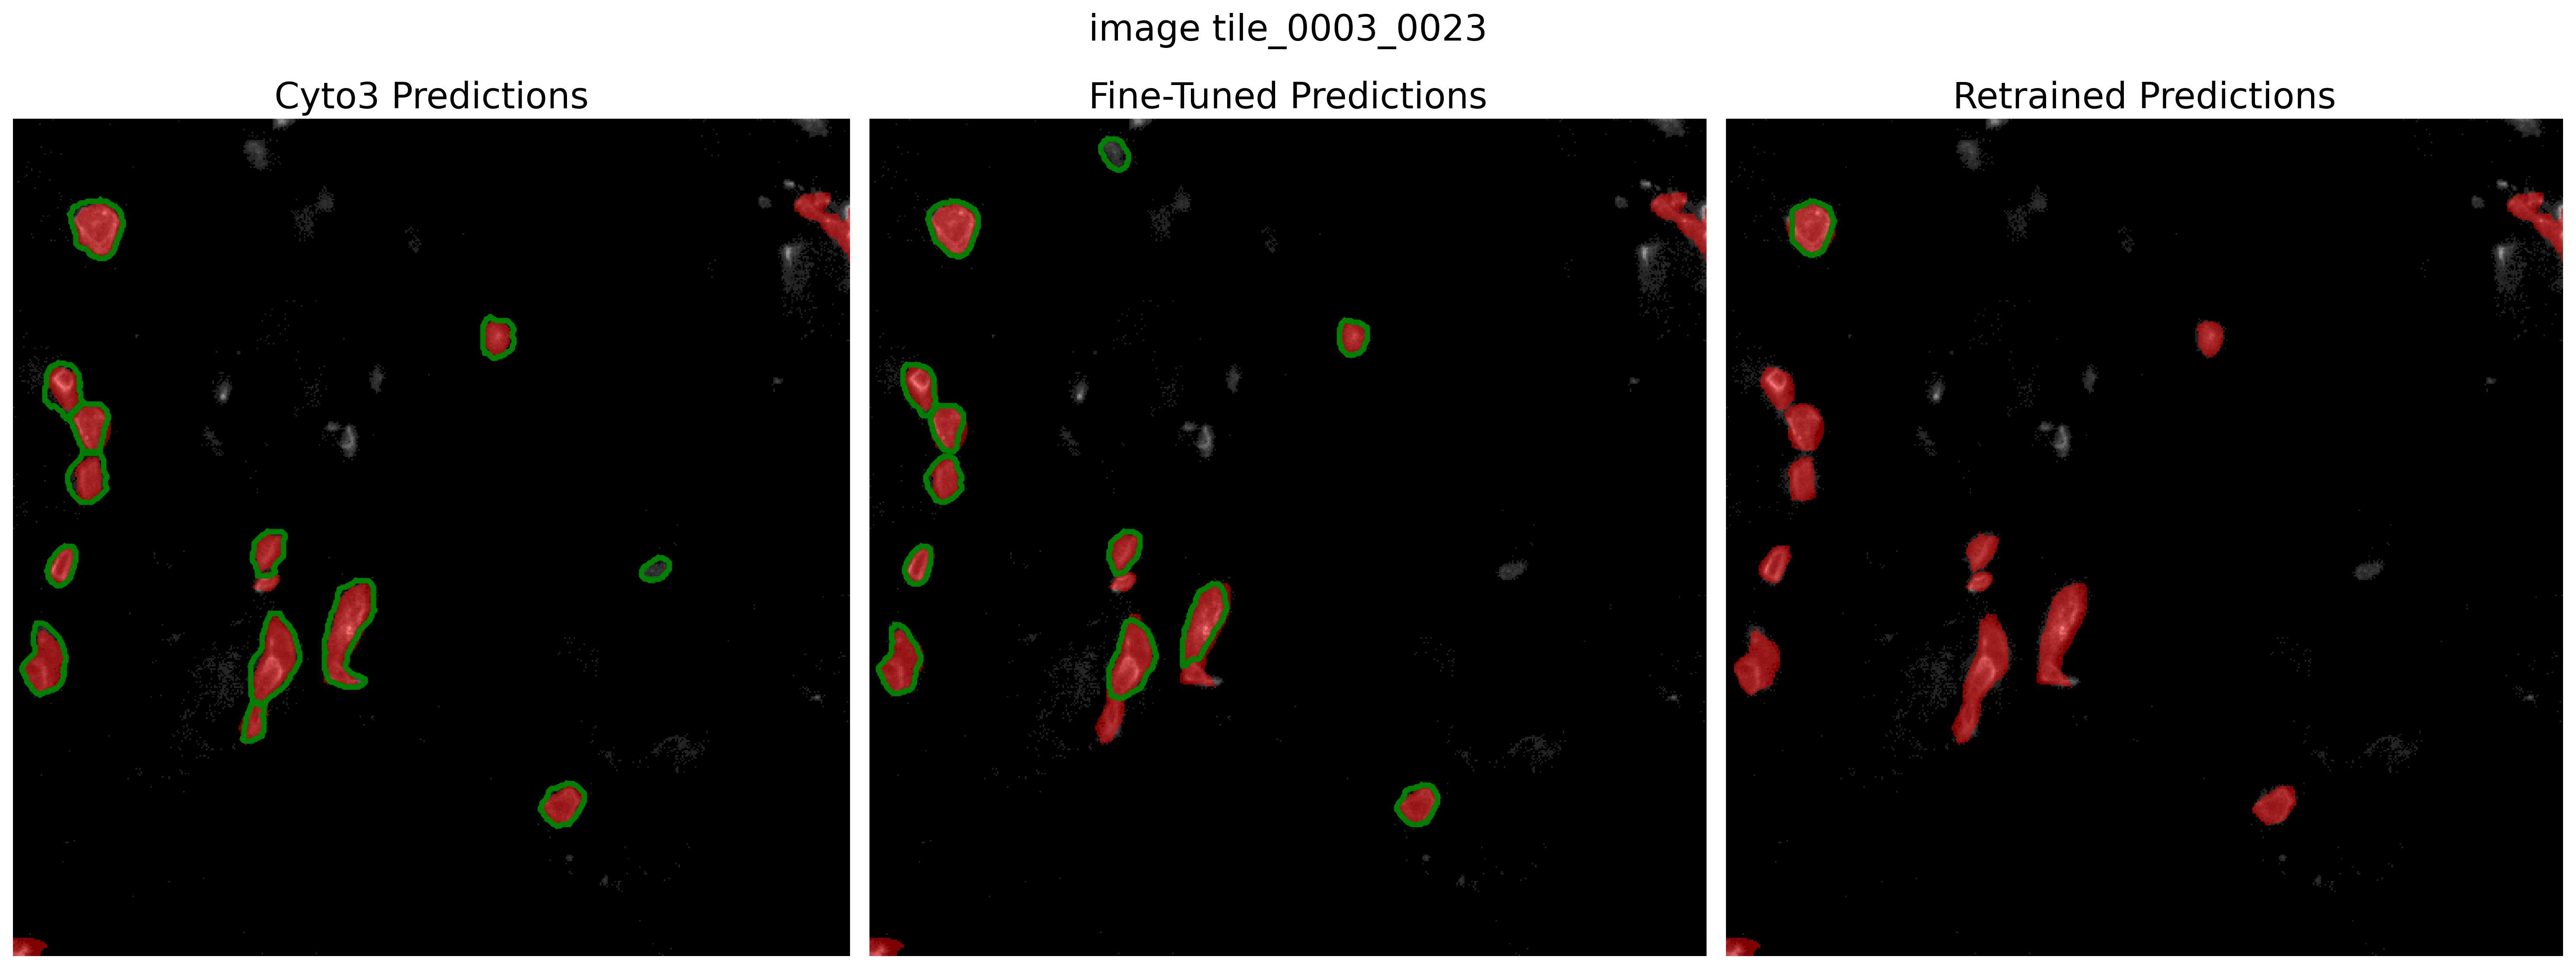 image tile_0003_0023
Cyto3 Predictions
Fine-Tuned Predictions
Retrained Predictions